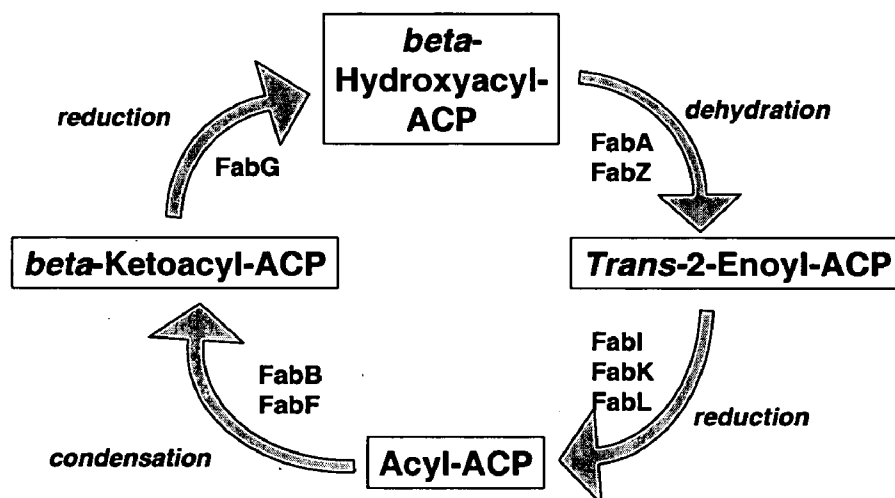 beta-
Hydroxyacyl-
ACP
reduction
dehydration
FabG
FabA
FabZ
beta-Ketoacyl-ACP
Trans-2-Enoyl-ACP
FabB
FabF
FabI
FabK
FabL
condensation
reduction
Acyl-ACP